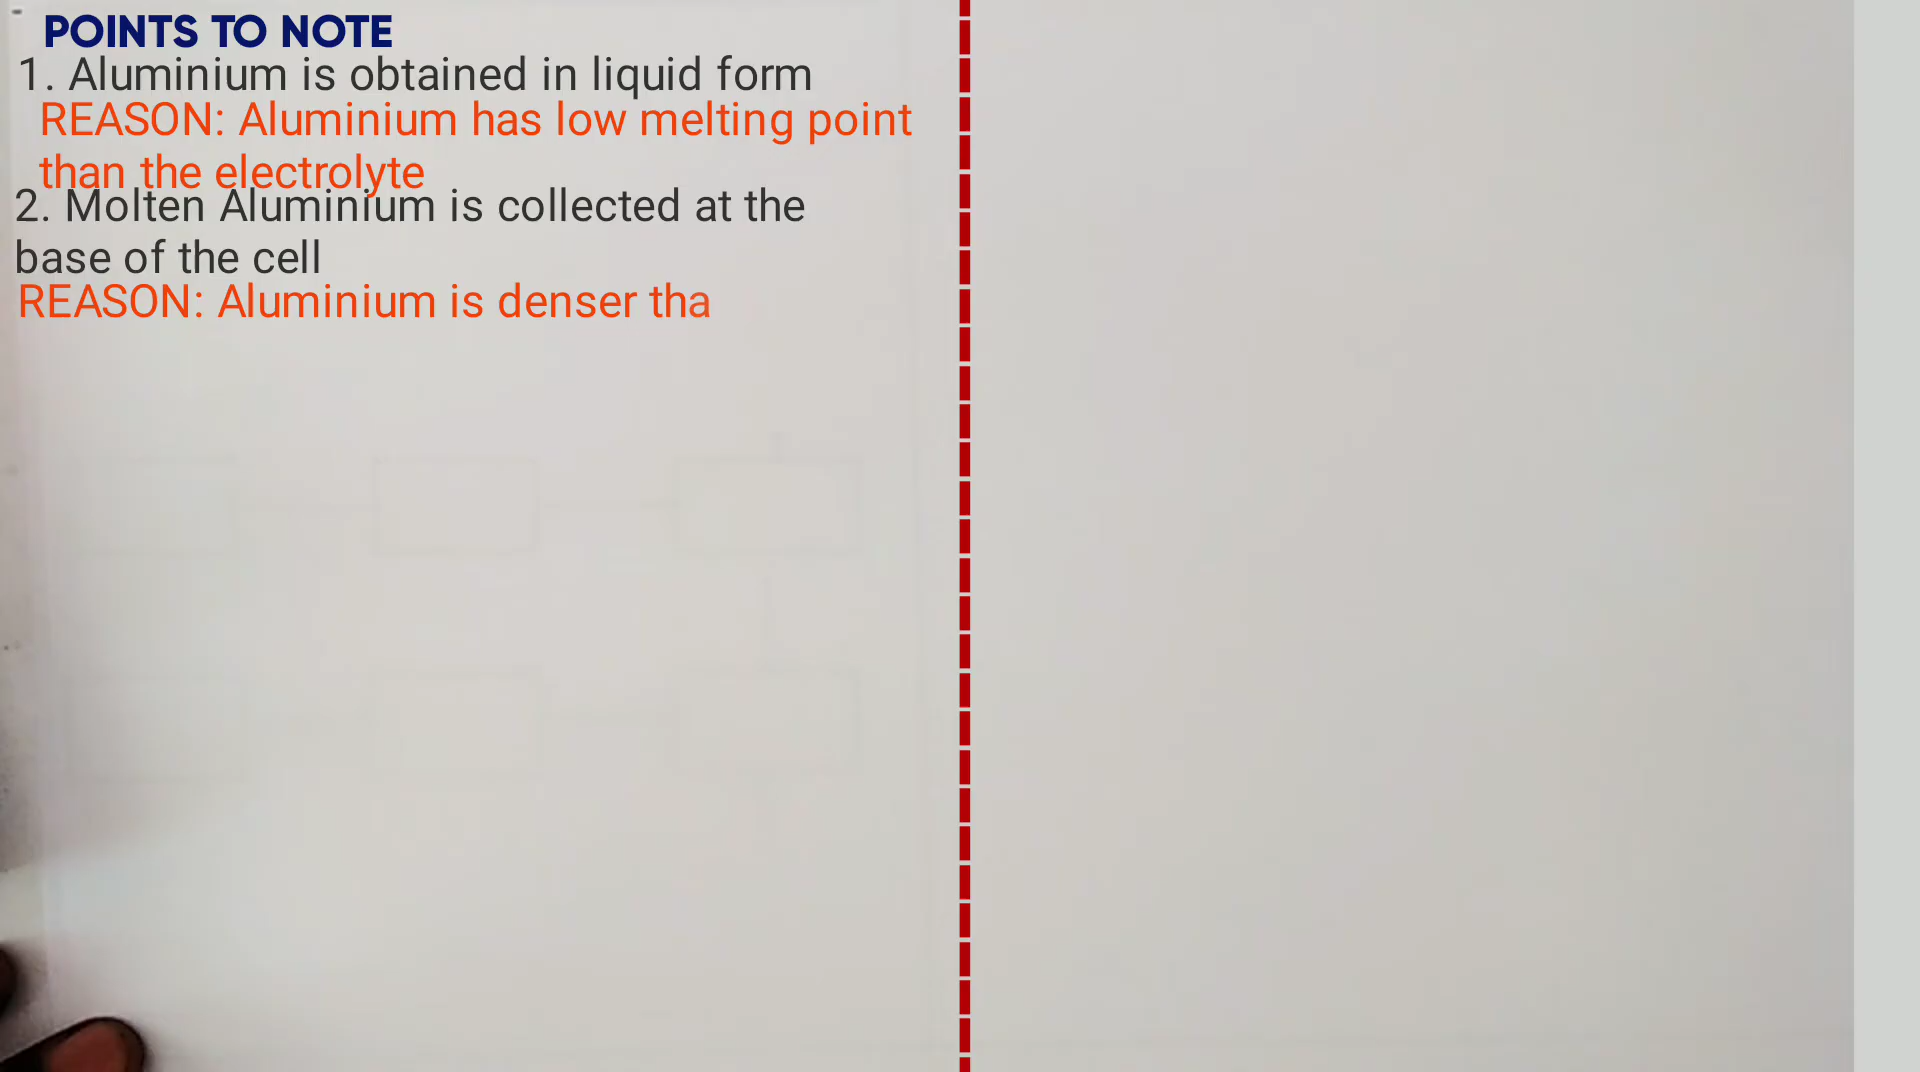 POINTS TO NOTE
1. Aluminium is obtained in liquid form
REASON: Aluminium has low melting point
than the electrolyte
2. Molten Aluminium is collected at the
base of the cell
REASON: Aluminium is denser tha